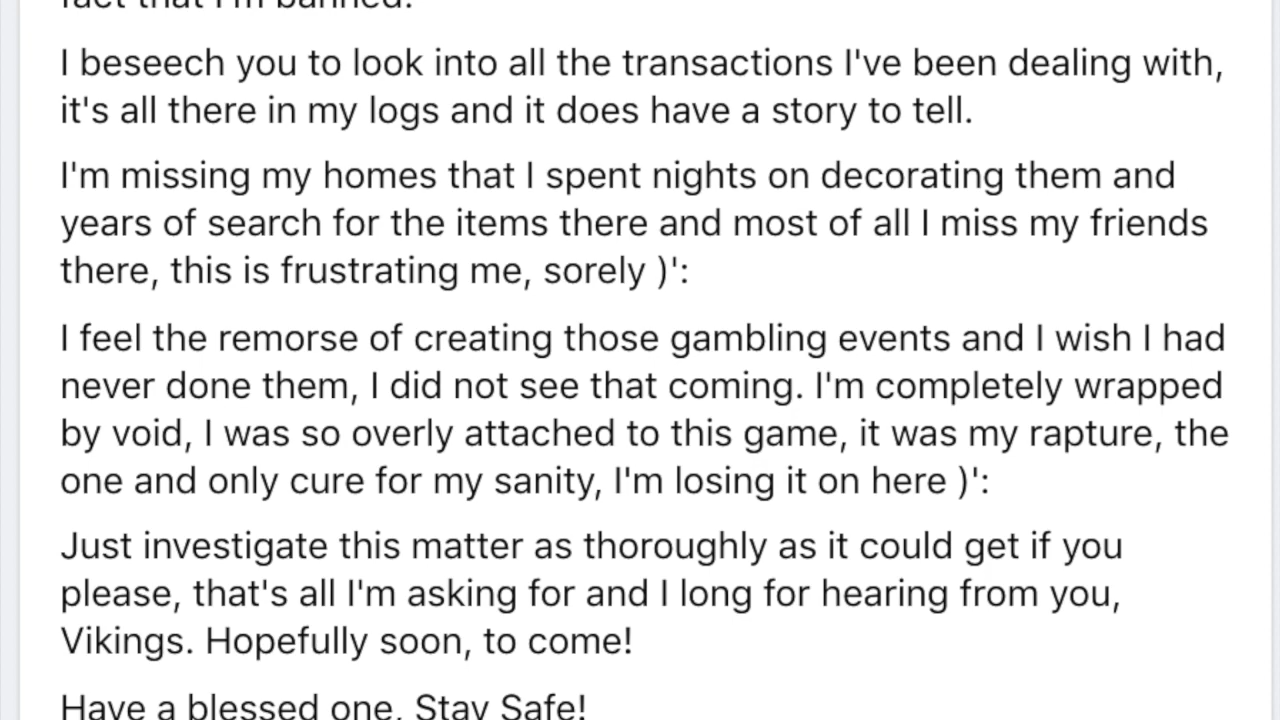 fact that I'm banned.
I beseech you to look into all the transactions I've been dealing with,
it's all there in my logs and it does have a story to tell.
I'm missing my homes that I spent nights on decorating them and
years of search for the items there and most of all I miss my friends
there, this is frustrating me, sorely )':
I feel the remorse of creating those gambling events and I wish I had
never done them, I did not see that coming. I'm completely wrapped
by void, I was so overly attached to this game, it was my rapture, the
one and only cure for my sanity, I'm losing it on here )':
Just investigate this matter as thoroughly as it could get if you
please, that's all I'm asking for and I long for hearing from you,
Vikings. Hopefully soon, to come!
Have a blessed one, Stay Safe!